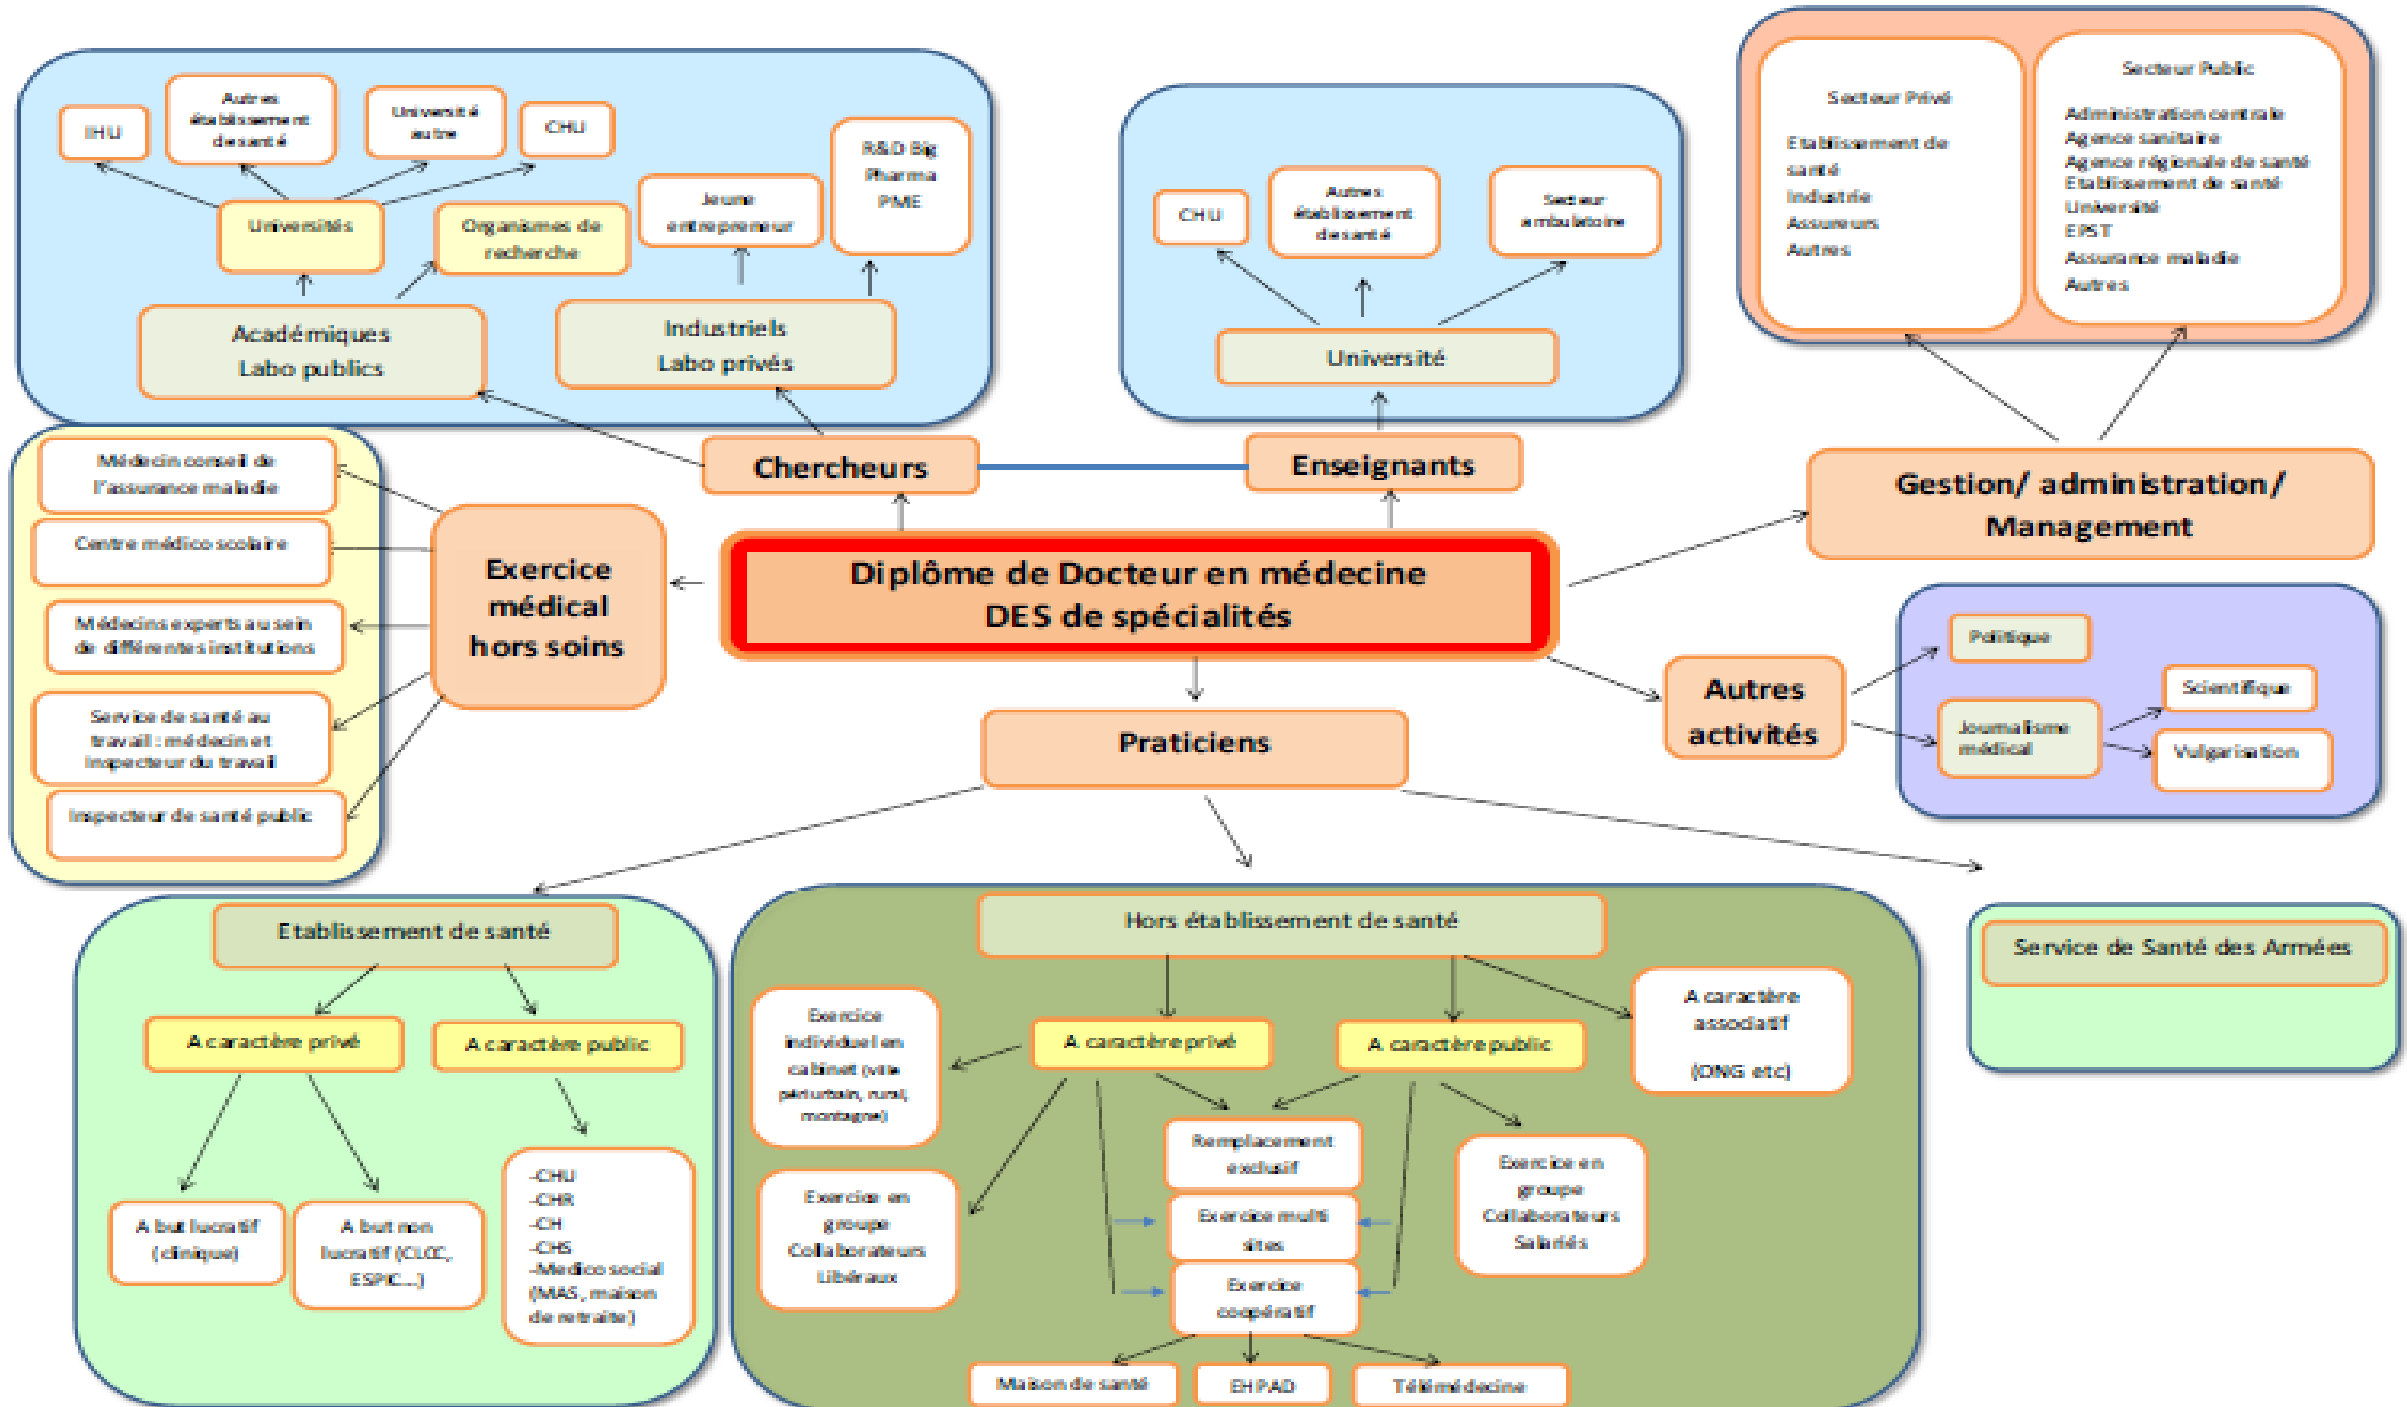 IHU
Autres
établissement
de santé
Université
autre
CHU
R&D Big
Pharma
PME
Jeune
entrepreneur
Universités
Organismes de
recherche
Académiques
Labo publics
Industriels
Labo privés
CHU
Autres
établissement
de santé
Secteur
ambulatoire
Université
Secteur Privé
Etablissement de
santé
Industrie
Assureurs
Autres
Secteur Public
Administration centrale
Agence sanitaire
Agence régionale de santé
Etablissement de santé
Université
EPST
Assurance maladie
Autres
Chercheurs
Enseignants
Gestion/ administration/
Management
Médecin conseil de
l'assurance maladie
Centre médico scolaire
Médecins experts au sein
de différentes institutions
Service de santé au
travail : médecin et
Inspecteur du travail
Inspecteur de santé public
Exercice
médical
hors soins
Diplôme de Docteur en médecine
DES de spécialités
Autres
activités
Politique
Journalisme
médical
Scientifique
Vulgarisation
Praticiens
Etablissement de santé
A caractère privé
A caractère public
A but lucratif
(clinique)
A but non
lucratif (CLCC,
ESPIC...)
-CHU
-CHR
-CH
-CHS
-Medico social
(MAS, maison
de retraite)
Hors établissement de santé
Exercice
individuel en
cabinet (ville
périurbain, rural,
montagne)
A caractère privé
A caractère public
A caractère
associatif
(ONG etc)
Exercice en
groupe
Collaborateurs
Libéraux
Remplacement
exclusif
Exercice multi
sites
Exercice
coopératif
Exercice en
groupe
Collaborateurs
Salariés
Maison de santé
EHPAD
Télémédecine
Service de Santé des Armées